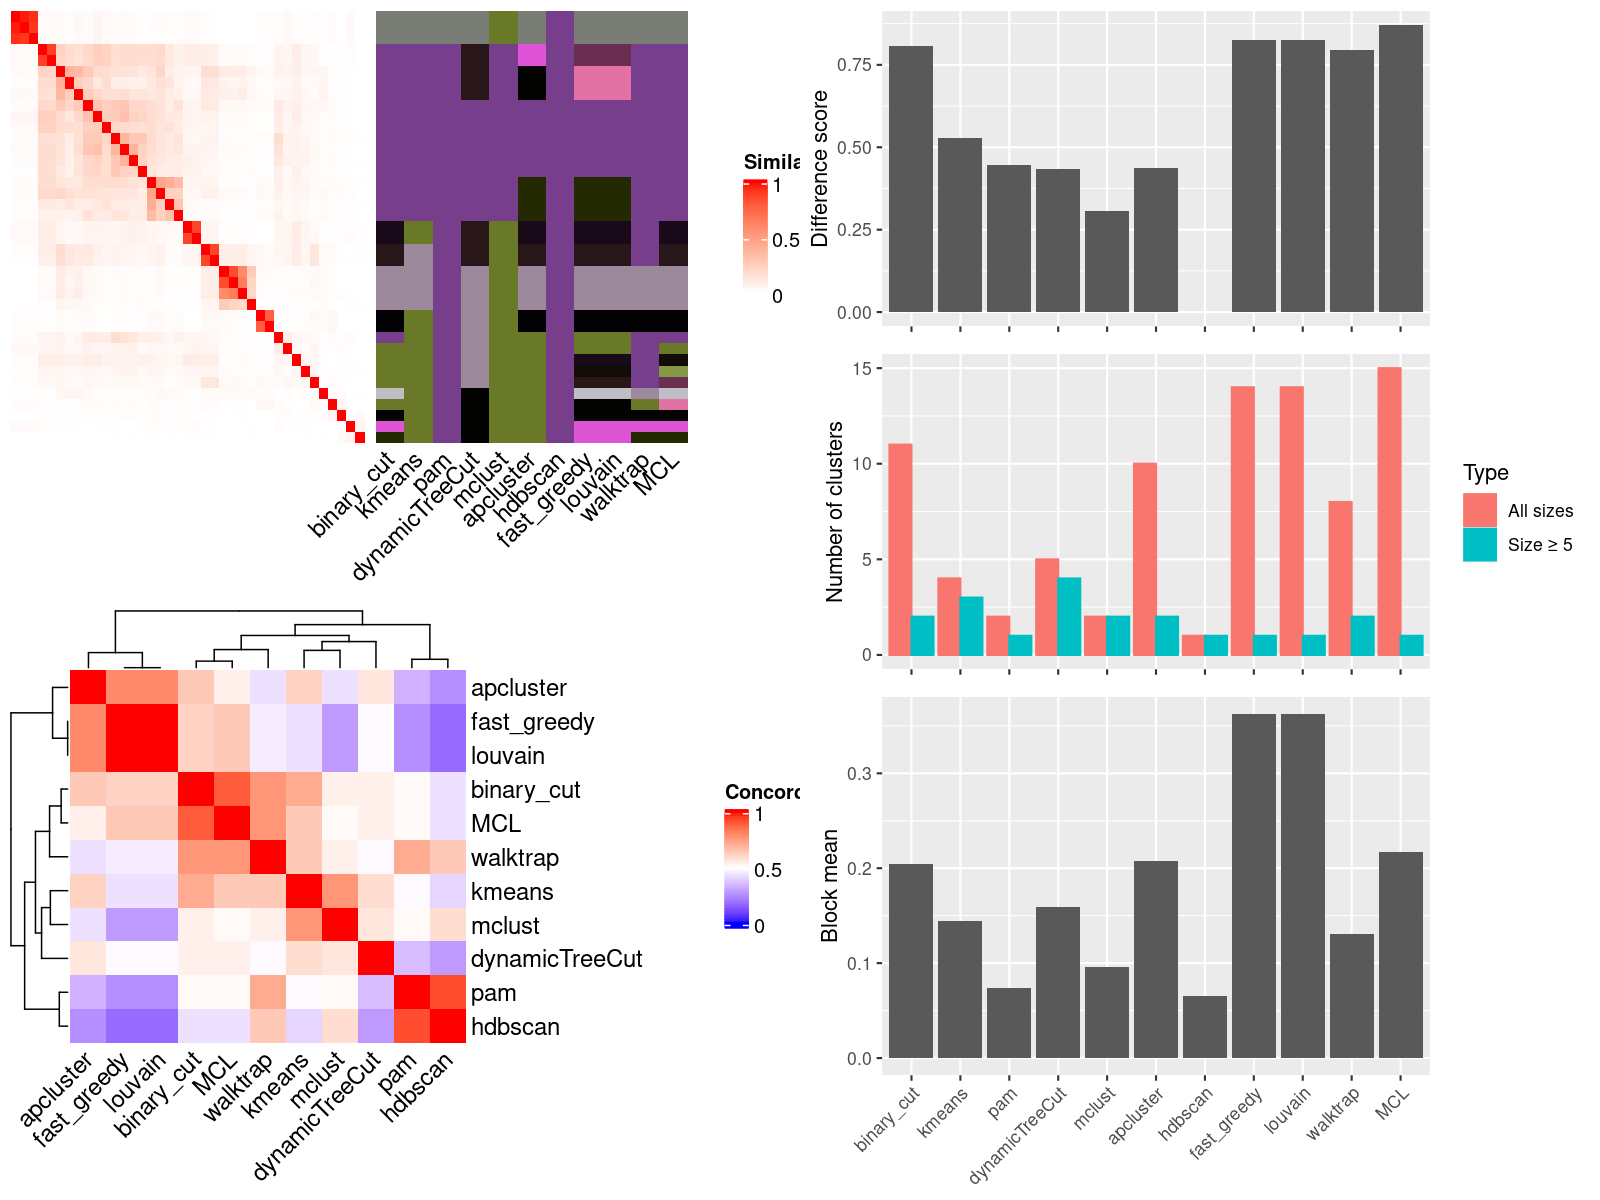 Simila
1
0.5
0
binary_cut
kmeans
pam
dynamicTreeCut
mclust
apcluster
hdbscan
fast_greedy
louvain
walktrap
MCL
apcluster
fast_greedy
louvain
binary_cut
MCL
walktrap
kmeans
mclust
dynamicTreeCut
pam
hdbscan
Concord
1
0.5
0
apcluster
fast_greedy
louvain
binary_cut
MCL
walktrap
kmeans
mclust
dynamicTreeCut
pam
hdbscan
Difference score
0.75
0.50
0.25
0.00
Number of clusters
15
10
5
0
Type
All sizes
Size ≥ 5
Block mean
0.3
0.2
0.1
0.0
binary_cut
kmeans
pam
dynamicTreeCut
mclust
apcluster
hdbscan
fast_greedy
louvain
walktrap
MCL